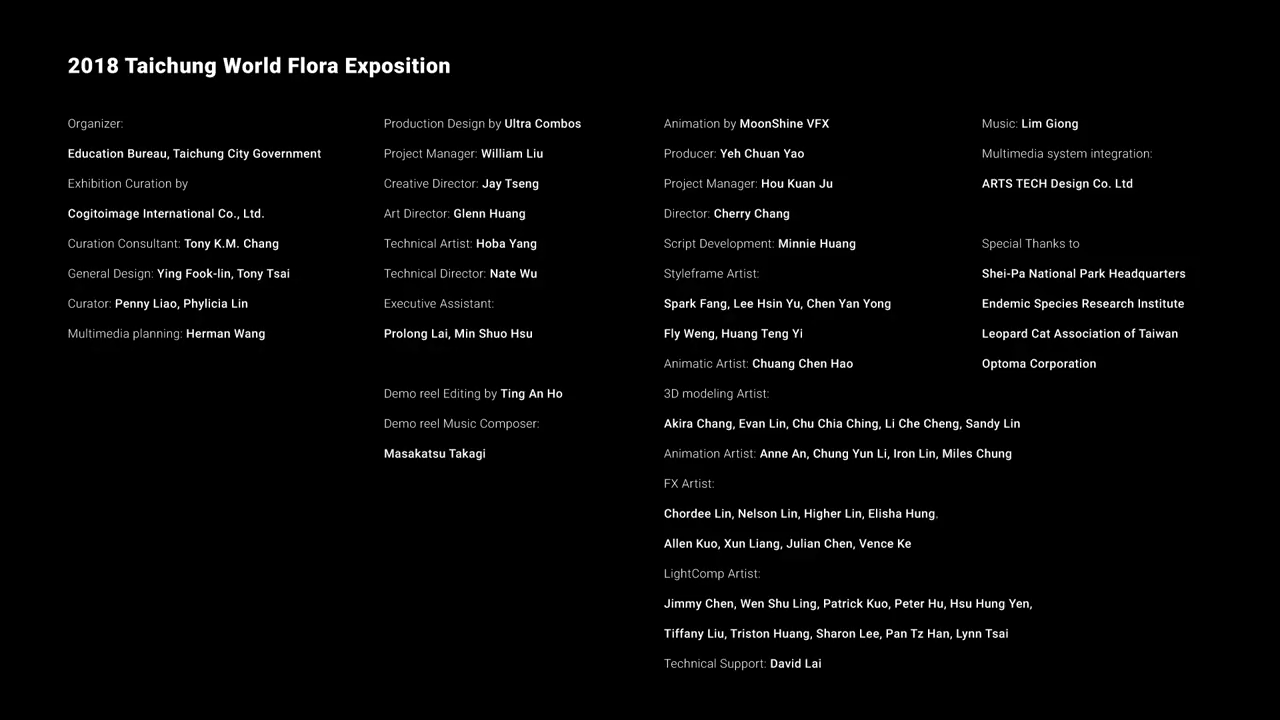 2018 Taichung World Flora Exposition
Organizer:
Education Bureau, Taichung City Government
Exhibition Curation by
Cogitoimage International Co., Ltd.
Curation Consultant: Tony K.M. Chang
General Design: Ying Fook-lin, Tony Tsai
Curator: Penny Liao, Phylicia Lin
Multimedia planning: Herman Wang
Production Design by Ultra Combos
Project Manager: William Liu
Creative Director: Jay Tseng
Art Director: Glenn Huang
Technical Artist: Hoba Yang
Technical Director: Nate Wu
Executive Assistant:
Prolong Lai, Min Shuo Hsu
Demo reel Editing by Ting An Ho
Demo reel Music Composer:
Masakatsu Takagi
Animation by MoonShine VFX
Producer: Yeh Chuan Yao
Project Manager: Hou Kuan Ju
Director: Cherry Chang
Script Development: Minnie Huang
Styleframe Artist:
Spark Fang, Lee Hsin Yu, Chen Yan Yong
Fly Weng, Huang Teng Yi
Animatic Artist: Chuang Chen Hao
3D modeling Artist:
Akira Chang, Evan Lin, Chu Chia Ching, Li Che Cheng, Sandy Lin
Animation Artist: Anne An, Chung Yun Li, Iron Lin, Miles Chung
FX Artist:
Chordee Lin, Nelson Lin, Higher Lin, Elisha Hung,
Allen Kuo, Xun Liang, Julian Chen, Vence Ke
LightComp Artist:
Jimmy Chen, Wen Shu Ling, Patrick Kuo, Peter Hu, Hsu Hung Yen,
Tiffany Liu, Triston Huang, Sharon Lee, Pan Tz Han, Lynn Tsai
Technical Support: David Lai
Music: Lim Giong
Multimedia system integration:
ARTS TECH Design Co. Ltd
Special Thanks to
Shei-Pa National Park Headquarters
Endemic Species Research Institute
Leopard Cat Association of Taiwan
Optoma Corporation